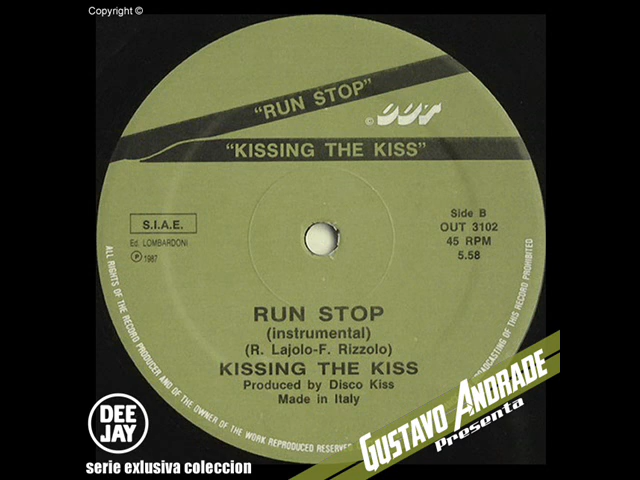 Copyright ©
"RUN STOP"
© OUT
"KISSING THE KISS"
S.I.A.E.
Ed. LOMBARDONI
Ⓟ 1987
Side B
OUT 3102
45 RPM
5.58
RUN STOP
(instrumental)
(R. Lajolo-F. Rizzolo)
KISSING THE KISS
Produced by Disco Kiss
Made in Italy
ALL RIGHTS OF THE RECORD PRODUCER AND OF THE OWNER OF THE WORK REPRODUCED RESERVED
BROADCASTING OF THIS RECORD PROHIBITED
DEE
JAY
serie exlusiva coleccion
GUSTAVO ANDRADE
Presenta